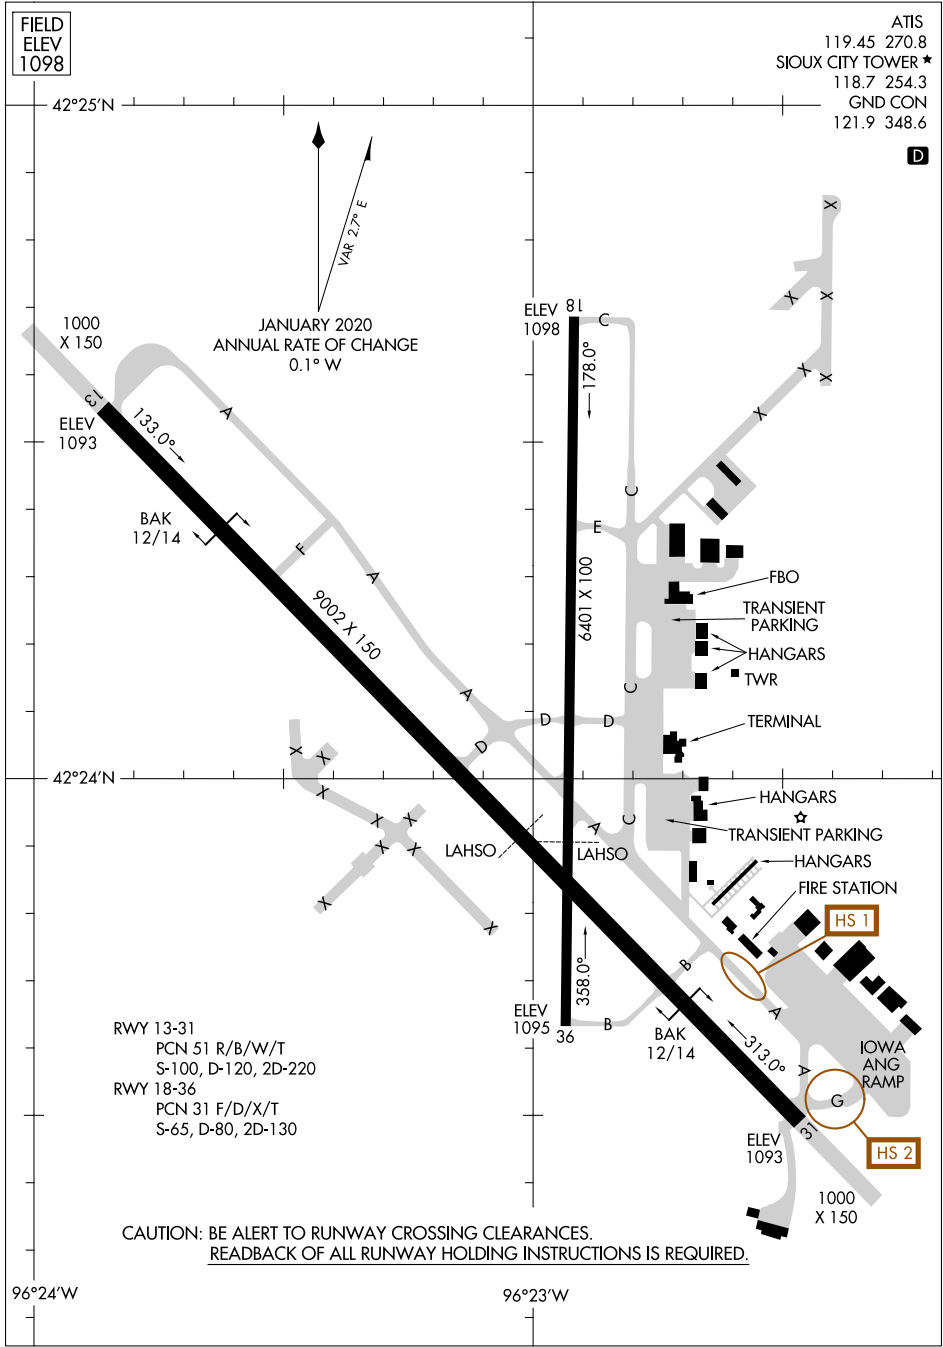 FIELD
ELEV
1098
ATIS
119.45 270.8
SIOUX CITY TOWER ★
118.7 254.3
GND CON
121.9 348.6
D
42°25'N
VAR 2.7° E
JANUARY 2020
ANNUAL RATE OF CHANGE
0.1° W
X
X
X
X
X
X
X
1000
X 150
13
ELEV
1093
133.0°
A
ELEV
1098
18
C
178.0°
C
E
BAK
12/14
F
A
9002 X 150
6401 X 100
FBO
TRANSIENT
PARKING
HANGARS
TWR
C
A
D
D
D
TERMINAL
42°24'N
X
X
X
X
X
X
X
X
X
HANGARS
TRANSIENT PARKING
C
A
LAHSO
LAHSO
HANGARS
FIRE STATION
HS 1
B
358.0°
ELEV
1095
36
B
BAK
12/14
A
313.0°
A
IOWA
ANG
RAMP
G
HS 2
31
ELEV
1093
1000
X 150
RWY 13-31
PCN 51 R/B/W/T
S-100, D-120, 2D-220
RWY 18-36
PCN 31 F/D/X/T
S-65, D-80, 2D-130
CAUTION: BE ALERT TO RUNWAY CROSSING CLEARANCES.
READBACK OF ALL RUNWAY HOLDING INSTRUCTIONS IS REQUIRED.
96°24'W
96°23'W